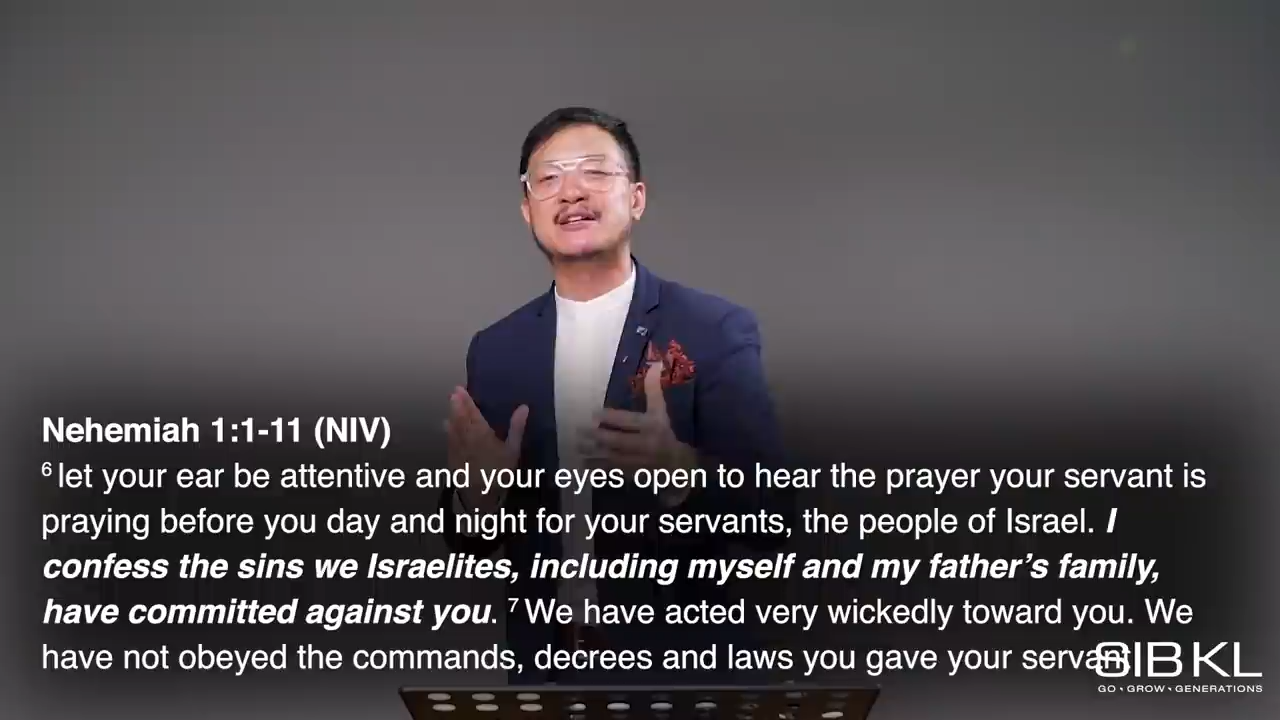 Nehemiah 1:1-11 (NIV)
6 let your ear be attentive and your eyes open to hear the prayer your servant is
praying before you day and night for your servants, the people of Israel. I
confess the sins we Israelites, including myself and my father’s family,
have committed against you. 7 We have acted very wickedly toward you. We
have not obeyed the commands, decrees and laws you gave your servant
SIBKL
GO • GROW • GENERATIONS